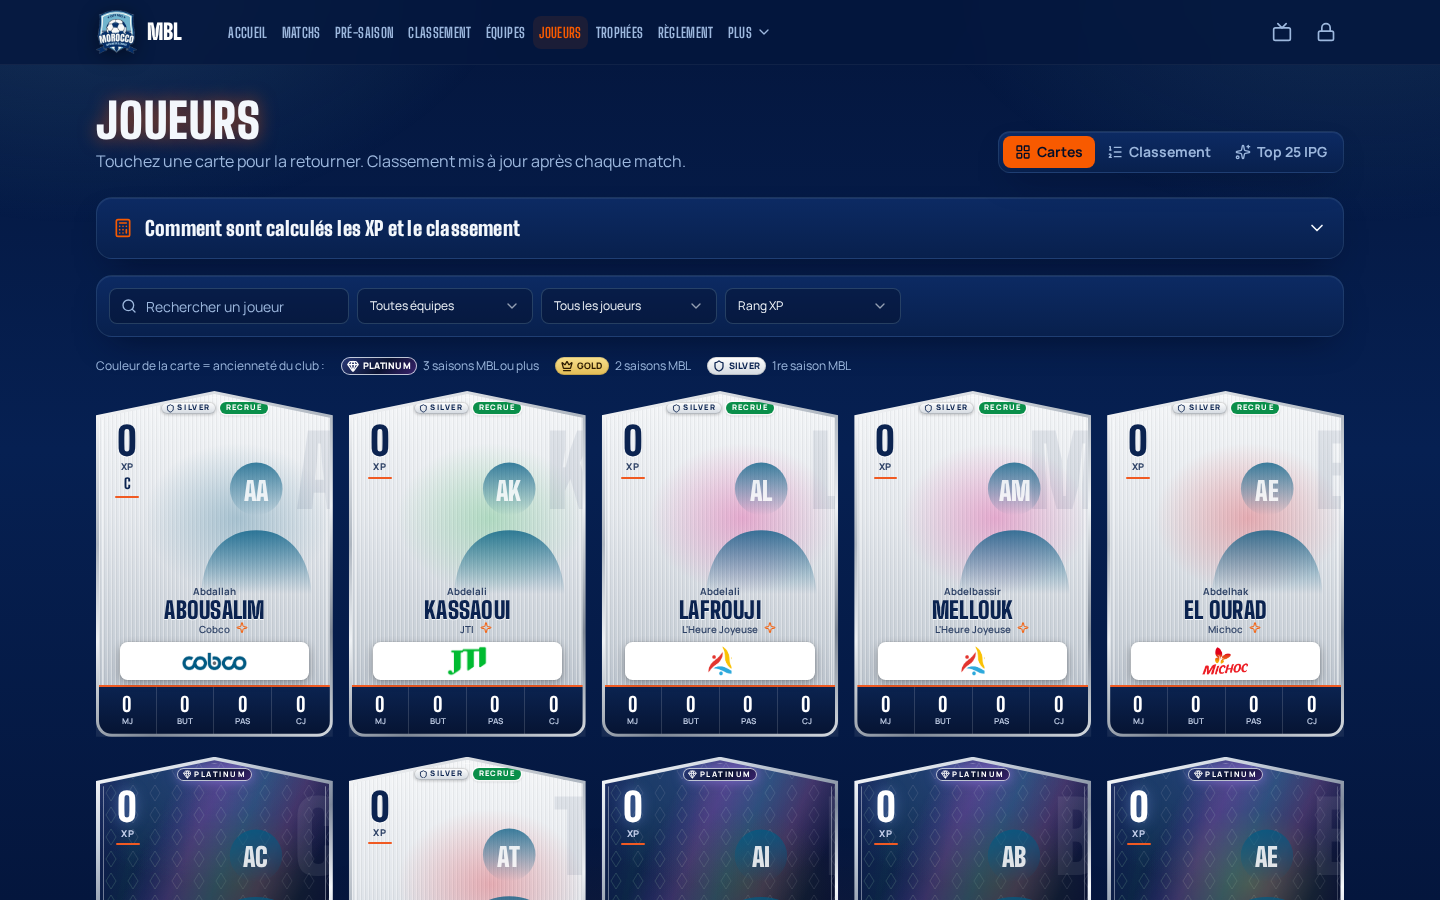 MOROCCO
MBL
ACCUEIL MATCHS PRÉ-SAISON CLASSEMENT ÉQUIPES JOUEURS TROPHÉES RÈGLEMENT PLUS
JOUEURS
Touchez une carte pour la retourner. Classement mis à jour après chaque match.
Cartes Classement Top 25 IPG
Comment sont calculés les XP et le classement
Rechercher un joueur Toutes équipes Tous les joueurs Rang XP
Couleur de la carte = ancienneté du club : PLATINUM 3 saisons MBL ou plus GOLD 2 saisons MBL SILVER 1re saison MBL
SILVER RECRUE
0
XP
C
A
AA
Abdallah
ABOUSALIM
Cobco
cobco
0 0 0 0
MJ BUT PAS CJ
SILVER RECRUE
0
XP
K
AK
Abdelali
KASSAOUI
JTI
JTI
0 0 0 0
MJ BUT PAS CJ
SILVER RECRUE
0
XP
L
AL
Abdelali
LAFROUJI
L'Heure Joyeuse
0 0 0 0
MJ BUT PAS CJ
SILVER RECRUE
0
XP
M
AM
Abdelbassir
MELLOUK
L'Heure Joyeuse
0 0 0 0
MJ BUT PAS CJ
SILVER RECRUE
0
XP
E
AE
Abdelhak
EL OURAD
Michoc
MICHOC
0 0 0 0
MJ BUT PAS CJ
PLATINUM
0
XP
C
AC
SILVER RECRUE
0
XP
T
AT
PLATINUM
0
XP
AI
PLATINUM
0
XP
B
AB
PLATINUM
0
XP
E
AE